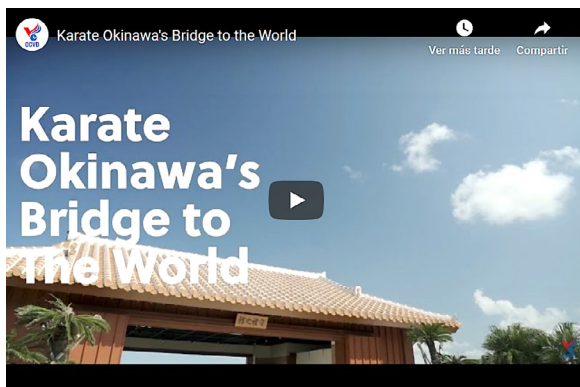 OCVB
Karate Okinawa's Bridge to the World
Ver más tarde
Compartir
Karate
Okinawa's
Bridge to
The World